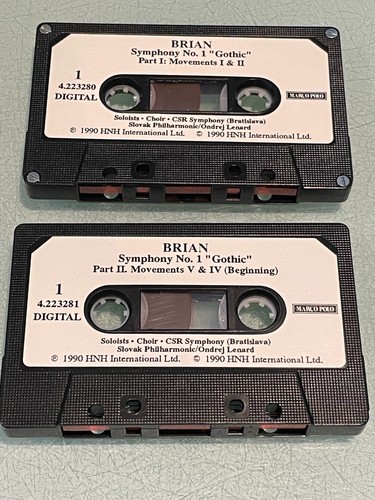 BRIAN
Symphony No. 1 "Gothic"
Part I: Movements I & II
1
4.223280
DIGITAL
MARCO POLO
Soloists • Choir • CSR Symphony (Bratislava)
Slovak Philharmonic/Ondrej Lenard
℗ 1990 HNH International Ltd. © 1990 HNH International Ltd.
BRIAN
Symphony No. 1 "Gothic"
Part II. Movements V & IV (Beginning)
1
4.223281
DIGITAL
MARCO POLO
Soloists • Choir • CSR Symphony (Bratislava)
Slovak Philharmonic/Ondrej Lenard
℗ 1990 HNH International Ltd. © 1990 HNH International Ltd.